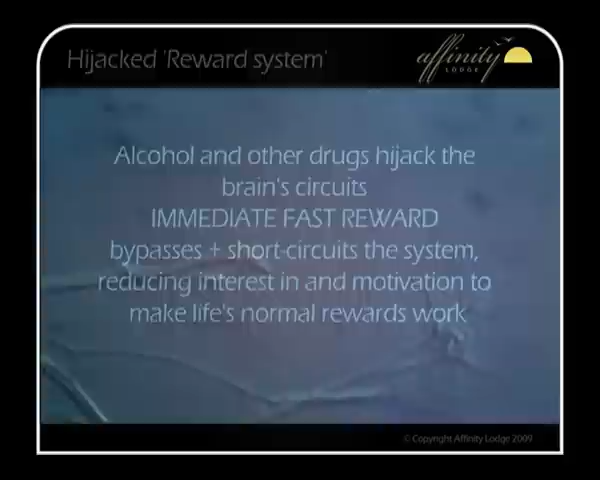 Hijacked 'Reward system'
affinity
LODGE
Alcohol and other drugs hijack the
brain's circuits
IMMEDIATE FAST REWARD
bypasses + short-circuits the system,
reducing interest in and motivation to
make life's normal rewards work
© Copyright Affinity Lodge 2009